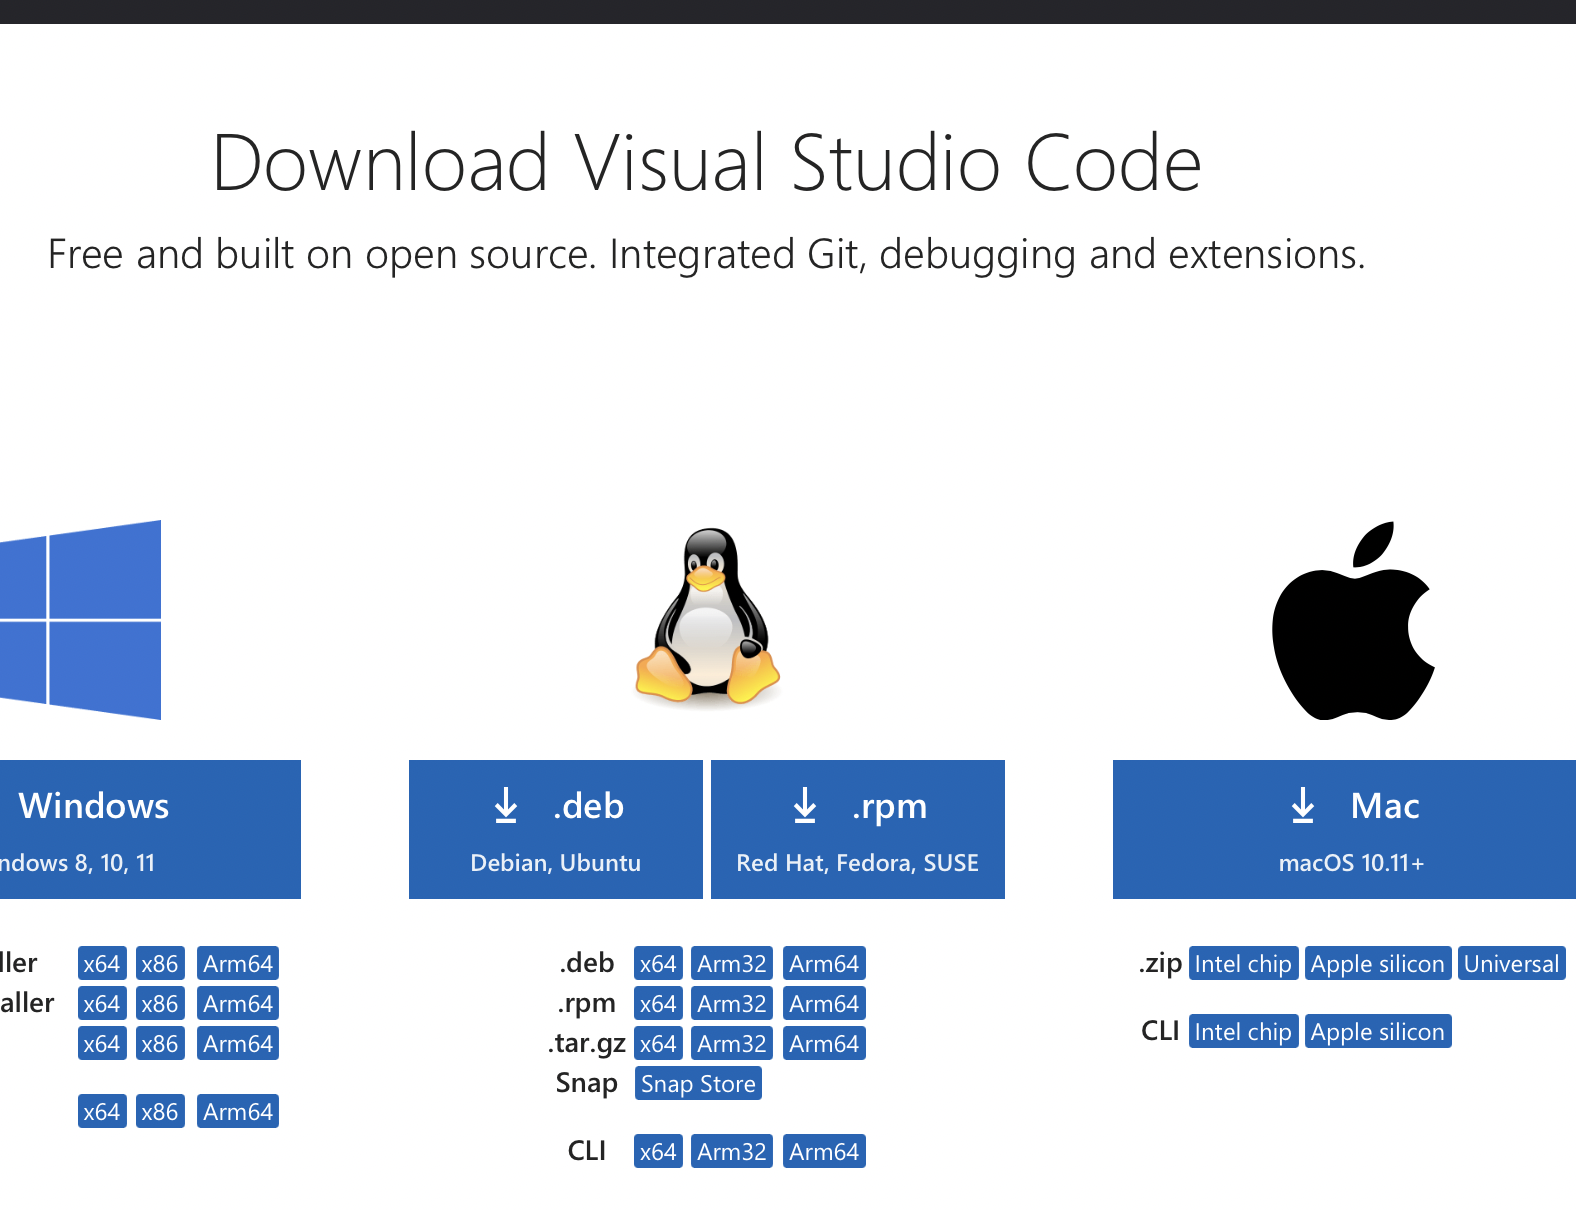 Download Visual Studio Code
Free and built on open source. Integrated Git, debugging and extensions.
Windows
ndows 8, 10, 11
ller x64 x86 Arm64
aller x64 x86 Arm64
x64 x86 Arm64
x64 x86 Arm64
.deb
Debian, Ubuntu
.rpm
Red Hat, Fedora, SUSE
.deb x64 Arm32 Arm64
.rpm x64 Arm32 Arm64
.tar.gz x64 Arm32 Arm64
Snap Snap Store
CLI x64 Arm32 Arm64
Mac
macOS 10.11+
.zip Intel chip Apple silicon Universal
CLI Intel chip Apple silicon